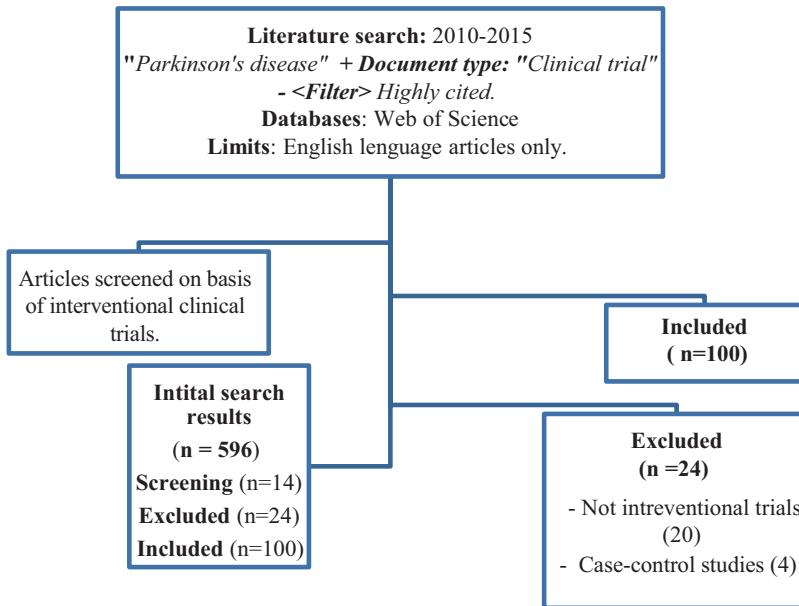 Literature search: 2010-2015
"Parkinson's disease" + Document type: "Clinical trial"
- <Filter> Highly cited.
Databases: Web of Science
Limits: English lenguage articles only.
Articles screened on basis
of interventional clinical
trials.
Included
( n=100)
Intital search
results
(n = 596)
Screening (n=14)
Excluded (n=24)
Included (n=100)
Excluded
(n =24)
- Not intreventional trials
(20)
- Case-control studies (4)